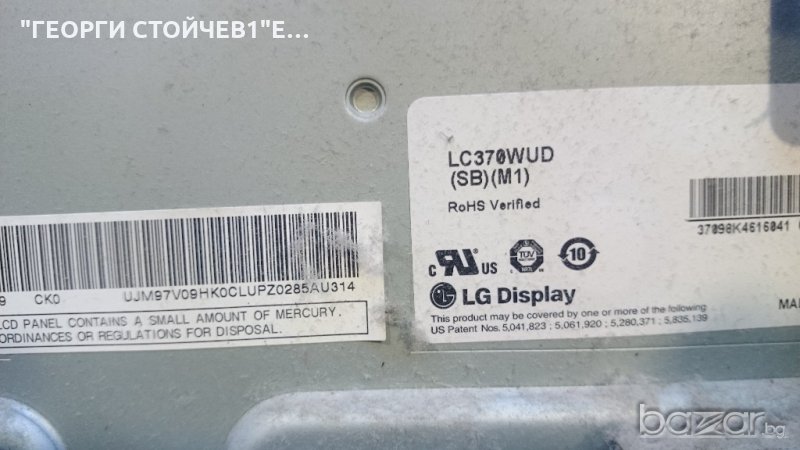 "ГЕОРГИ СТОЙЧЕВ1"Е...
LC370WUD
(SB)(M1)
RoHS Verified
37098K4616041
c US
TÜV
10
LG Display
This product may be covered by one or more of the following
US Patent Nos. 5,041,823 ; 5,061,920 ; 5,280,371 ; 5,835,139
9 CK0 UJM97V09HK0CLUPZ0285AU314
LCD PANEL CONTAINS A SMALL AMOUNT OF MERCURY.
ORDINANCES OR REGULATIONS FOR DISPOSAL.
bazar.bg